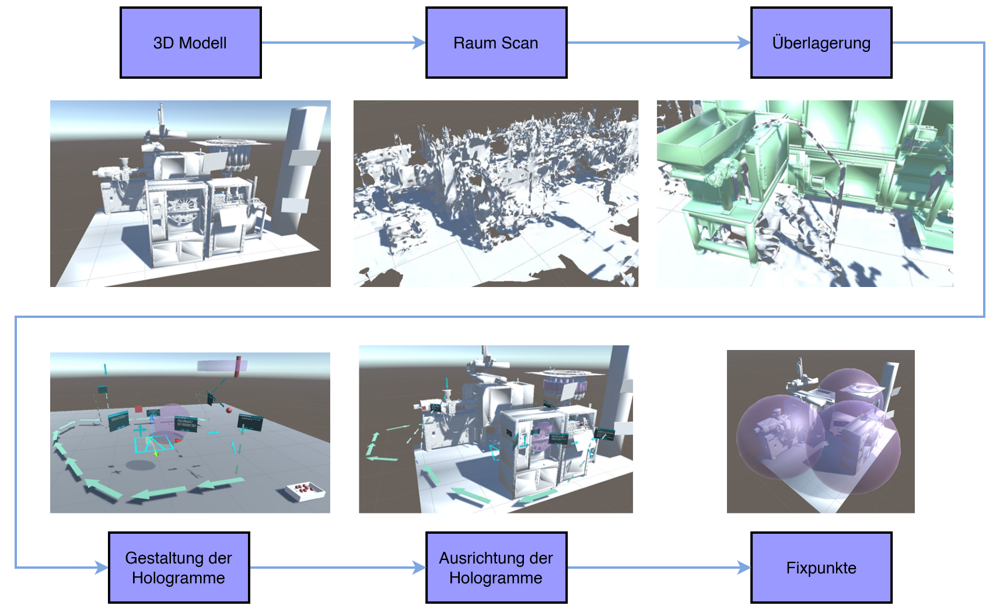 3D Modell
Raum Scan
Überlagerung
Gestaltung der
Hologramme
Ausrichtung der
Hologramme
Fixpunkte